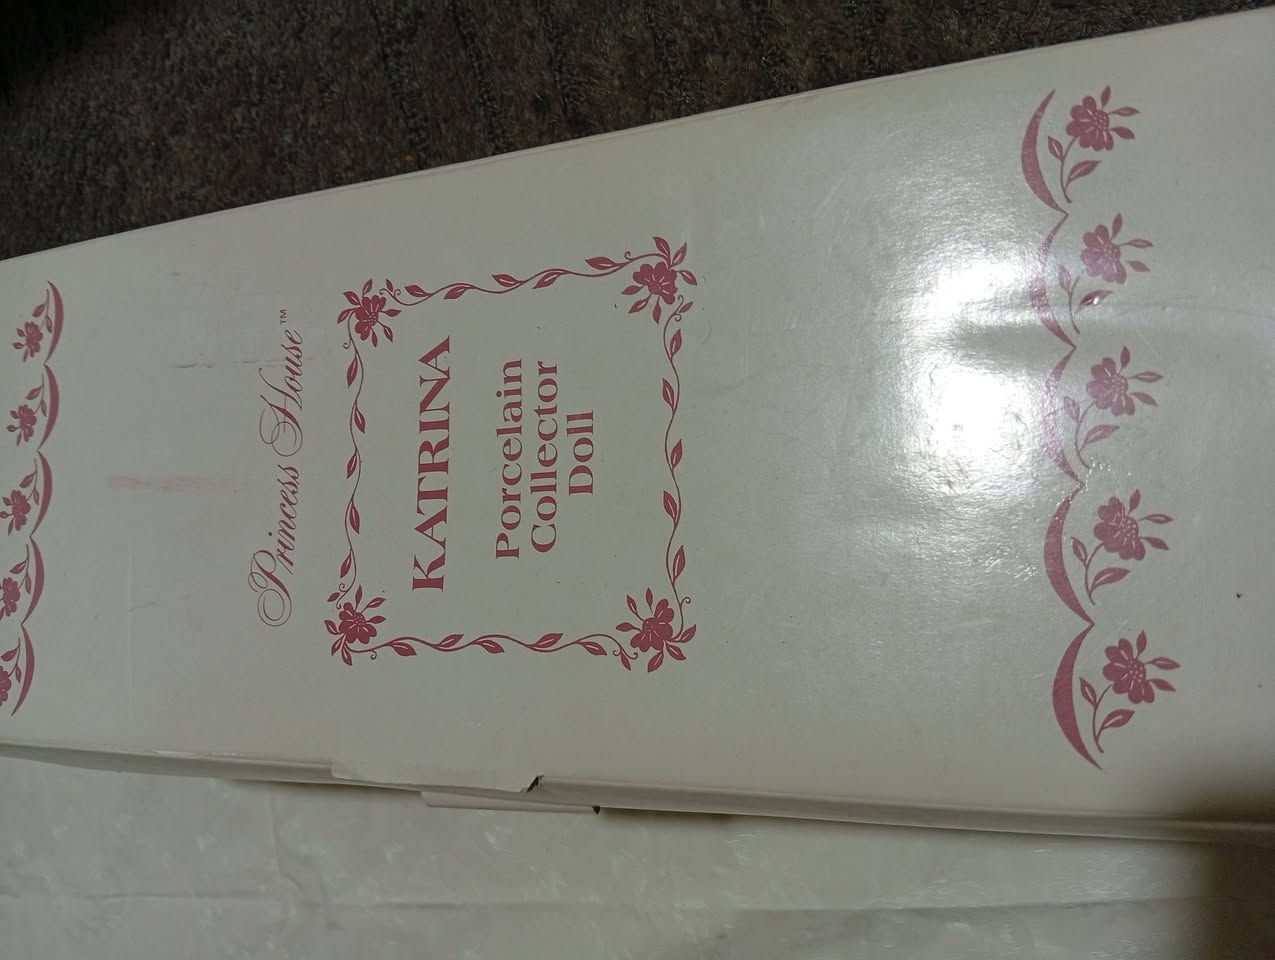 Princess House™
KATRINA
Porcelain
Collector
Doll